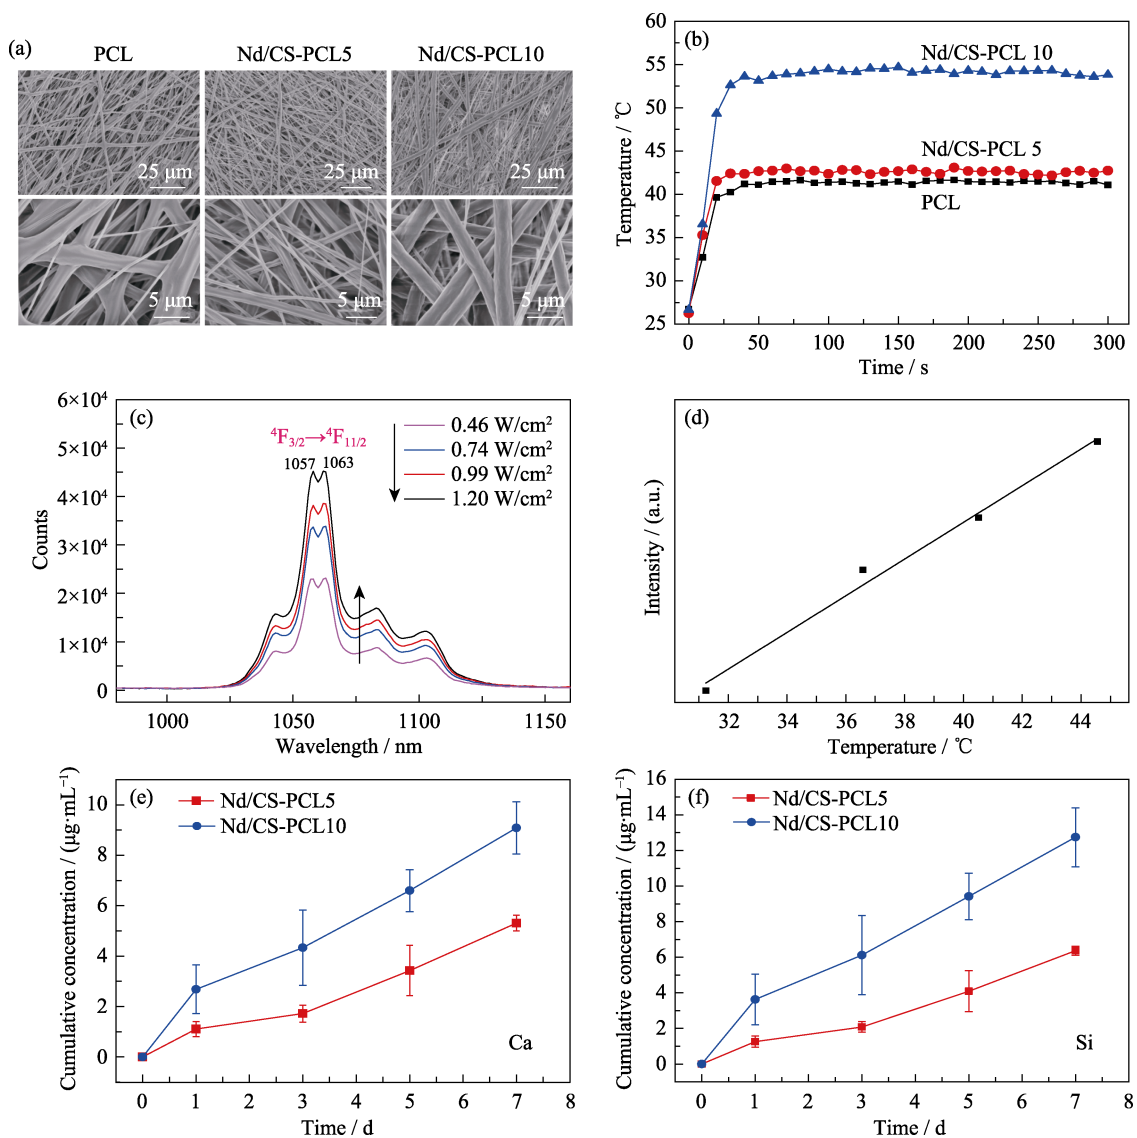 (a)
PCL
Nd/CS-PCL5
Nd/CS-PCL10
25 μm
25 μm
25 μm
5 μm
5 μm
5 μm
(b)
Nd/CS-PCL 10
Nd/CS-PCL 5
PCL
Temperature / ℃
60
55
50
45
40
35
30
25
0
50
100
150
200
250
300
Time / s
(c)
⁴F₃/₂→⁴F₁₁/₂
1057
1063
0.46 W/cm²
0.74 W/cm²
0.99 W/cm²
1.20 W/cm²
Counts
6×10⁴
5×10⁴
4×10⁴
3×10⁴
2×10⁴
1×10⁴
0
1000
1050
1100
1150
Wavelength / nm
(d)
Intensity / (a.u.)
32
34
36
38
40
42
44
Temperature / ℃
(e)
Nd/CS-PCL5
Nd/CS-PCL10
Cumulative concentration / (μg·mL⁻¹)
10
8
6
4
2
0
Ca
0
1
2
3
4
5
6
7
8
Time / d
(f)
Nd/CS-PCL5
Nd/CS-PCL10
Cumulative concentration / (μg·mL⁻¹)
16
14
12
10
8
6
4
2
0
Si
0
1
2
3
4
5
6
7
8
Time / d